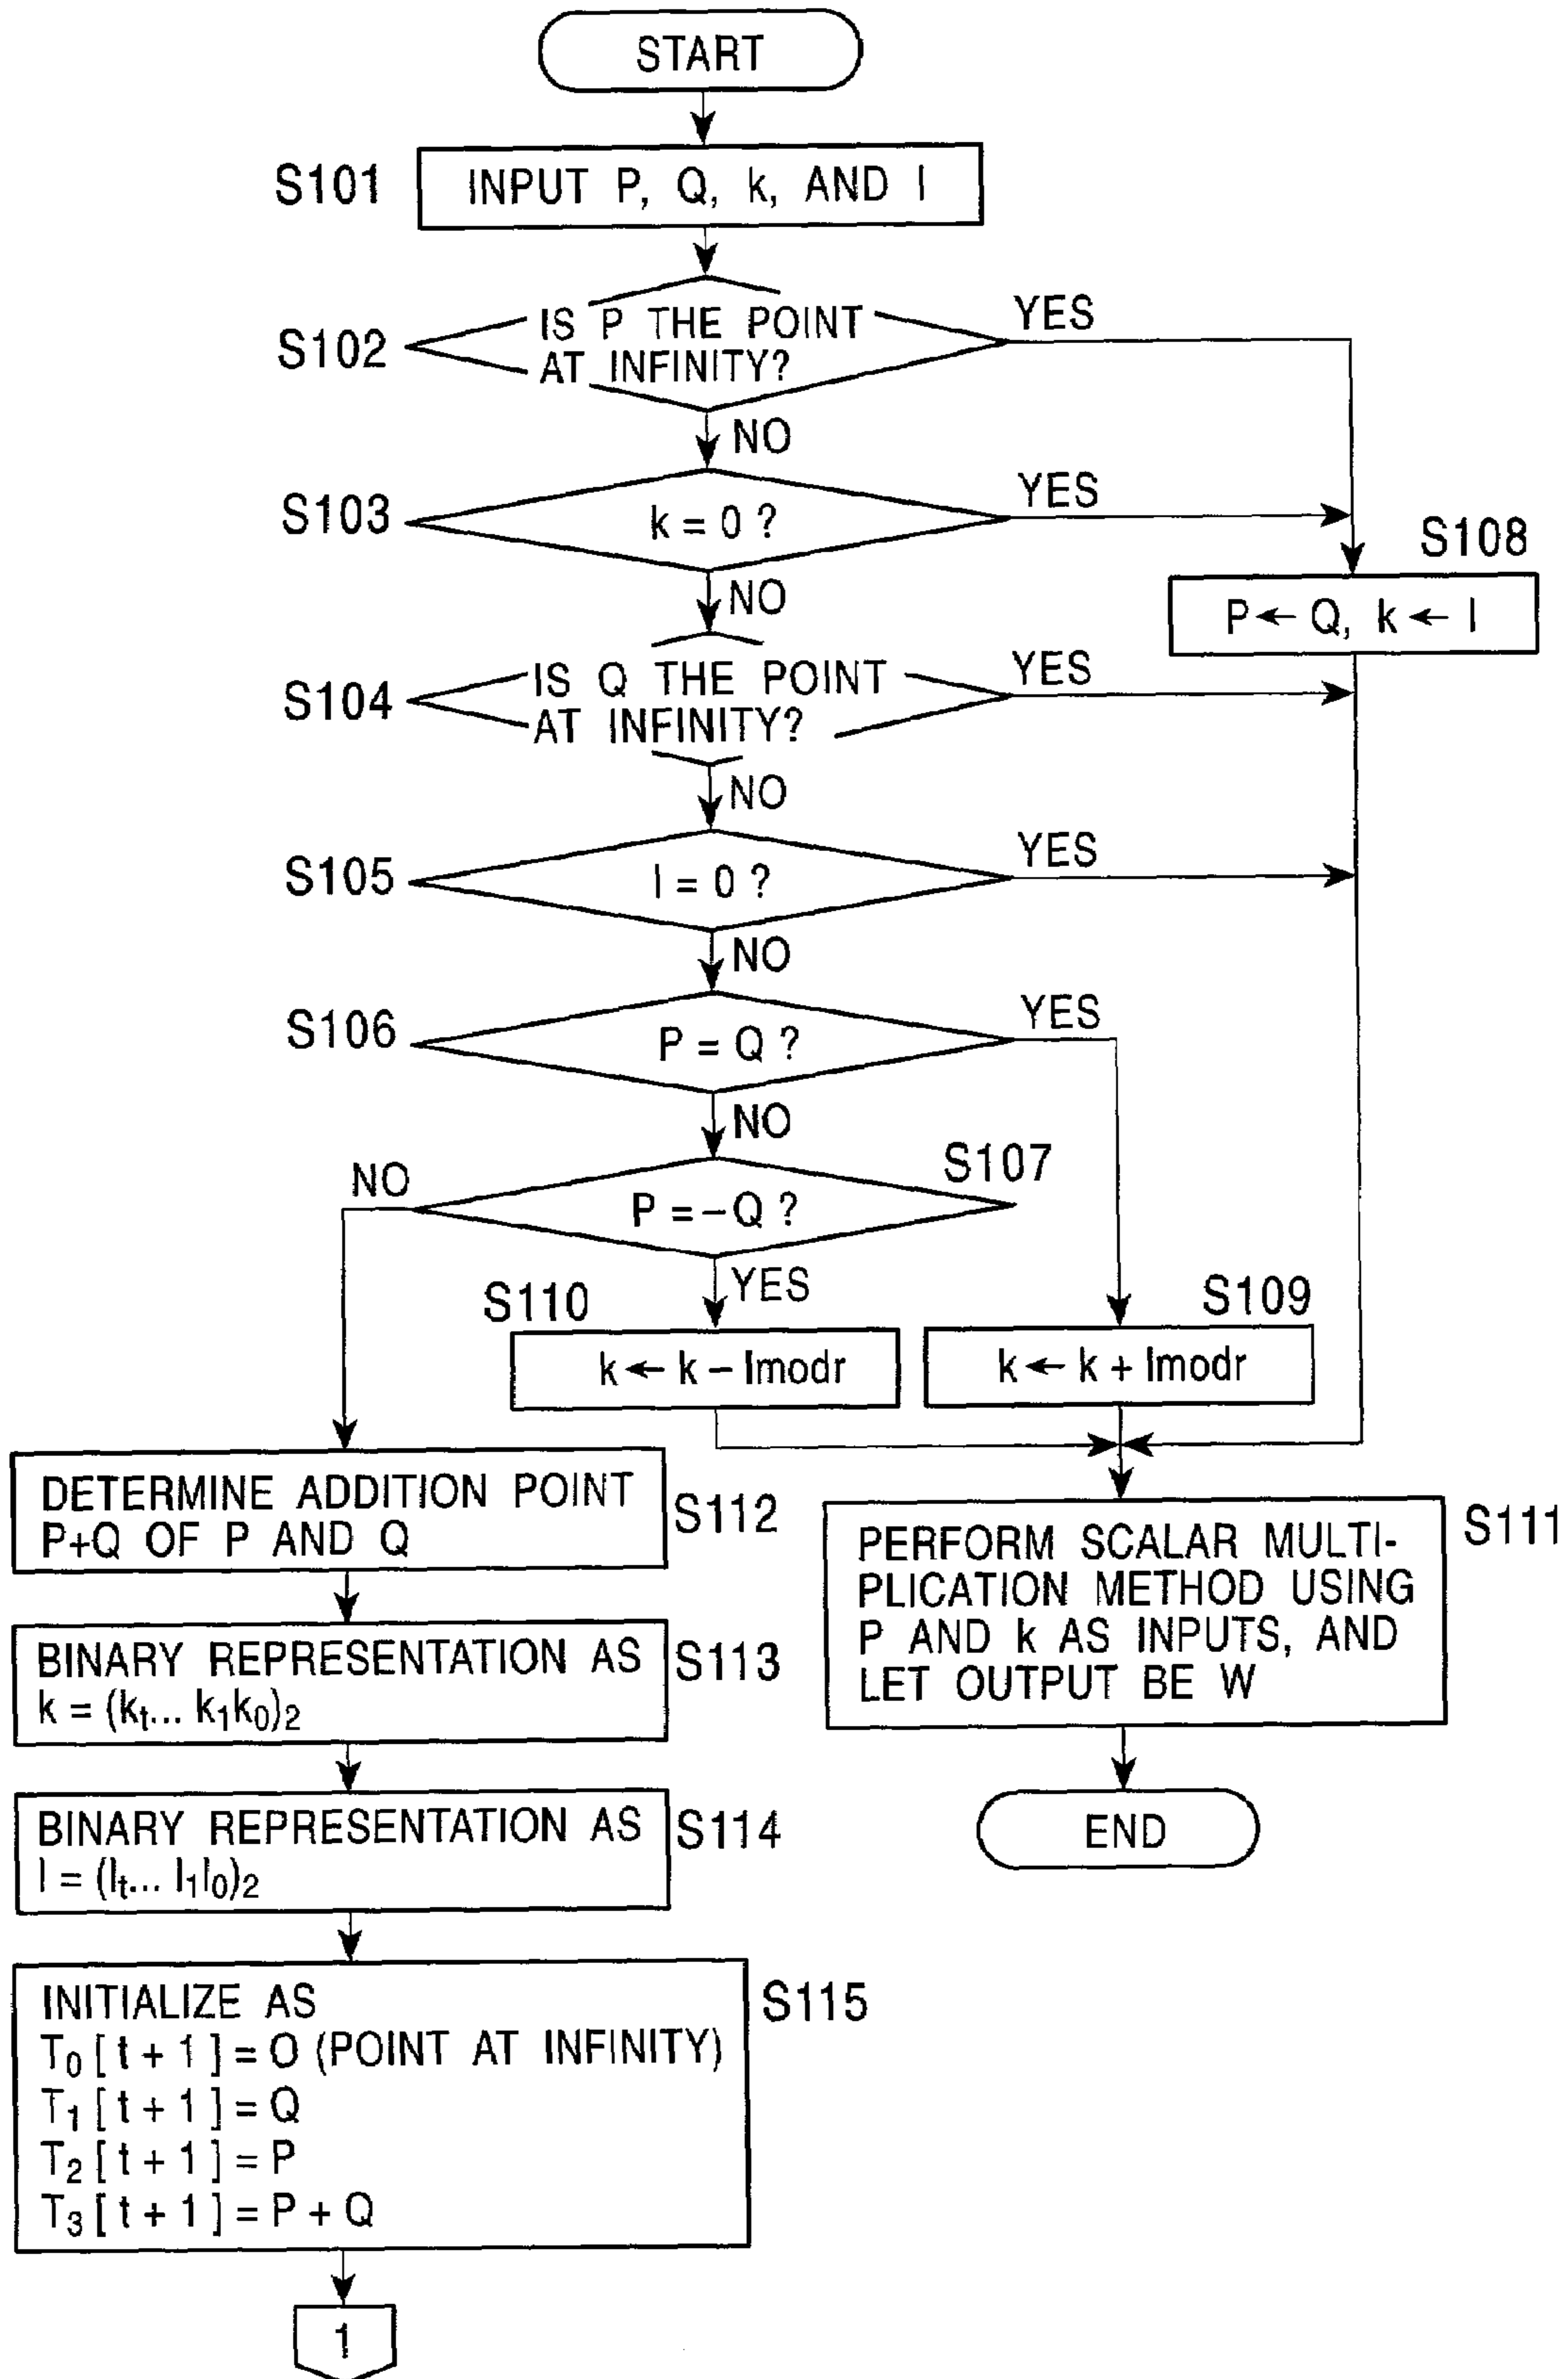 START
S101
INPUT P, Q, k, AND l
S102
IS P THE POINT
AT INFINITY?
YES
NO
S103
k = 0 ?
YES
NO
S108
P ← Q, k ← l
S104
IS Q THE POINT
AT INFINITY?
YES
NO
S105
l = 0 ?
YES
NO
S106
P = Q ?
YES
NO
S107
P = −Q ?
NO
YES
S110
k ← k − lmodr
S109
k ← k + lmodr
DETERMINE ADDITION POINT
P+Q OF P AND Q
S112
PERFORM SCALAR MULTI-
PLICATION METHOD USING
P AND k AS INPUTS, AND
LET OUTPUT BE W
S111
END
BINARY REPRESENTATION AS
k = (kₜ... k₁k₀)₂
S113
BINARY REPRESENTATION AS
l = (lₜ... l₁l₀)₂
S114
INITIALIZE AS
T₀ [ t + 1 ] = O (POINT AT INFINITY)
T₁ [ t + 1 ] = Q
T₂ [ t + 1 ] = P
T₃ [ t + 1 ] = P + Q
S115
1